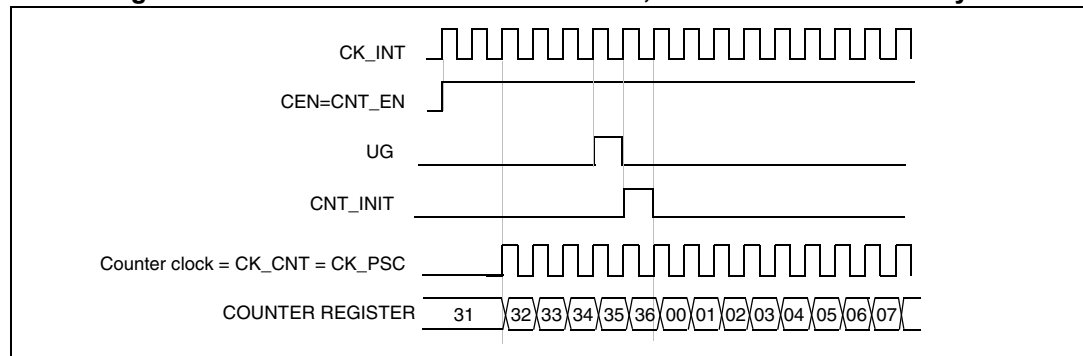 CK_INT
CEN=CNT_EN
UG
CNT_INIT
Counter clock = CK_CNT = CK_PSC
COUNTER REGISTER 31 32 33 34 35 36 00 01 02 03 04 05 06 07